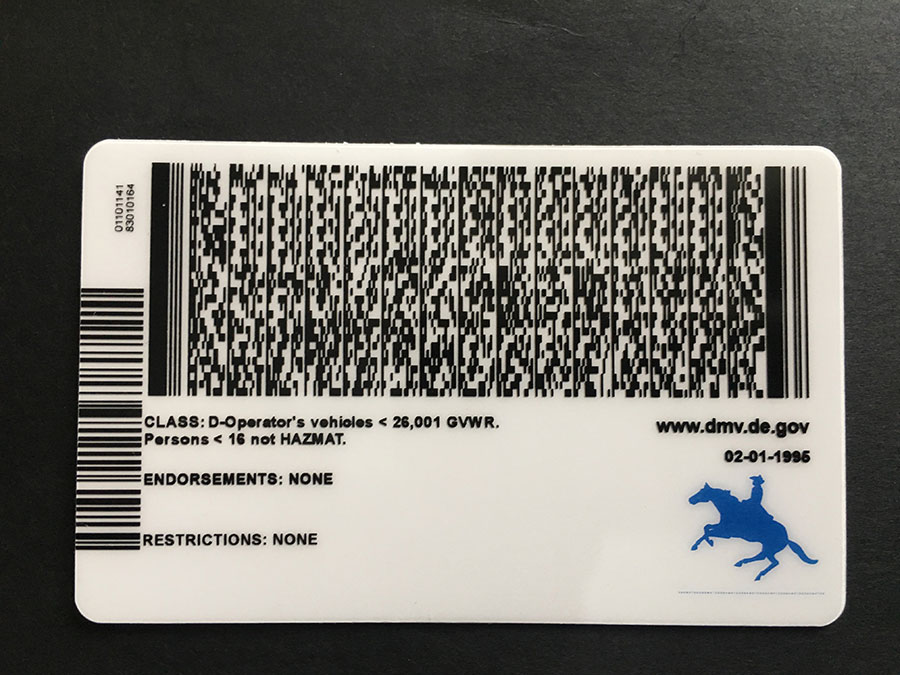 01101141
83010164
CLASS: D-Operator's vehicles < 26,001 GVWR.
Persons < 16 not HAZMAT.
ENDORSEMENTS: NONE
RESTRICTIONS: NONE
www.dmv.de.gov
02-01-1995